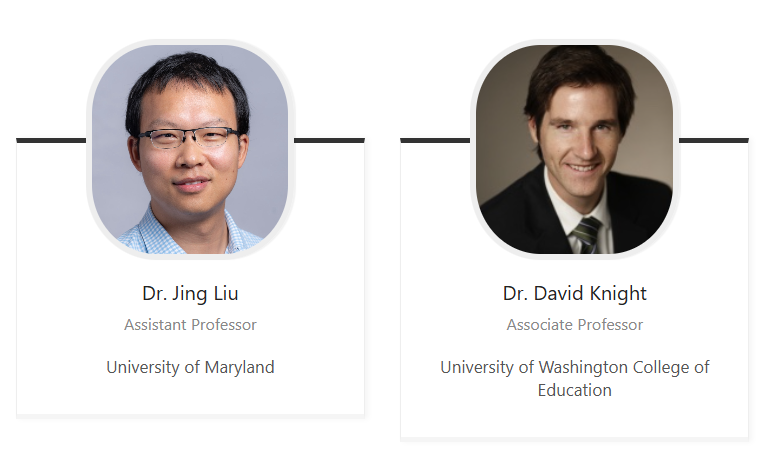 Dr. Jing Liu
Assistant Professor
University of Maryland
Dr. David Knight
Associate Professor
University of Washington College of
Education